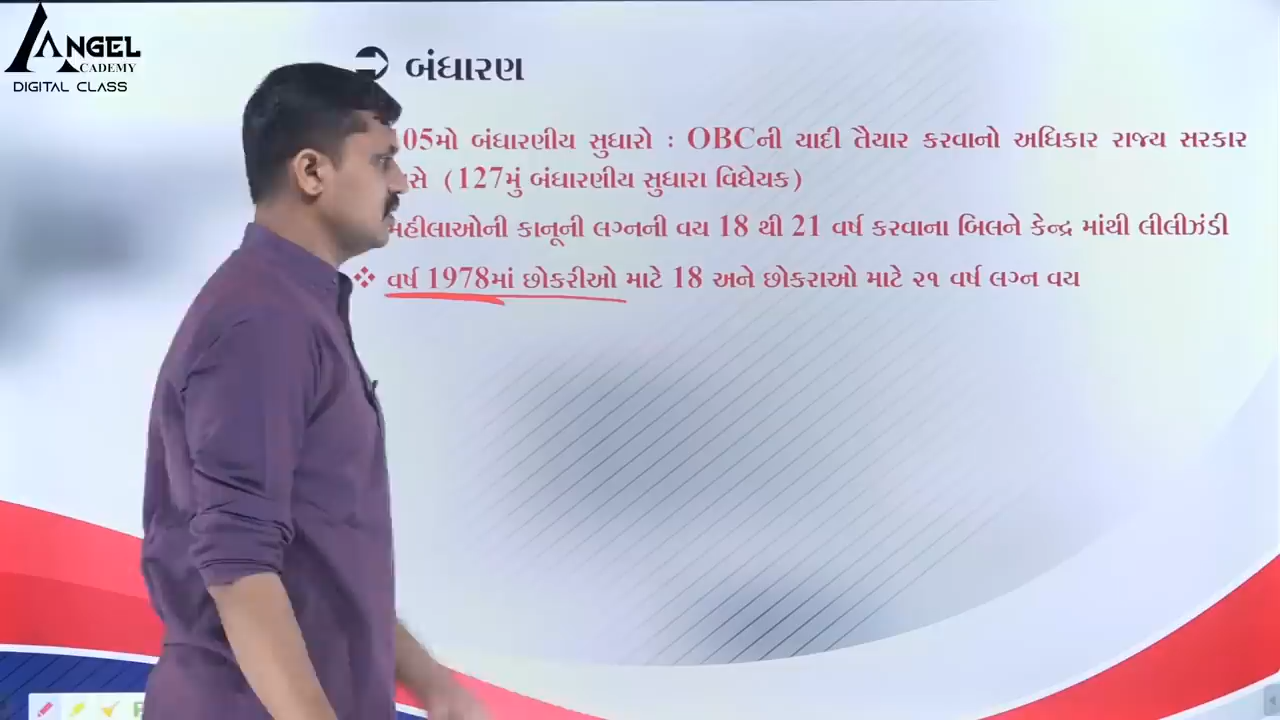 ANGEL
ACADEMY
DIGITAL CLASS
બંધારણ
05મો બંધારણીય સુધારો : OBCની યાદી તૈયાર કરવાનો અધિકાર રાજ્ય સરકાર
(127મું બંધારણીય સુધારા વિધેયક)
મહીલાઓની કાનૂની લગ્નની વય 18 થી 21 વર્ષ કરવાના બિલને કેન્દ્ર માંથી લીલીઝંડી
❖ વર્ષ 1978માં છોકરીઓ માટે 18 અને છોકરાઓ માટે ૨૧ વર્ષ લગ્ન વય